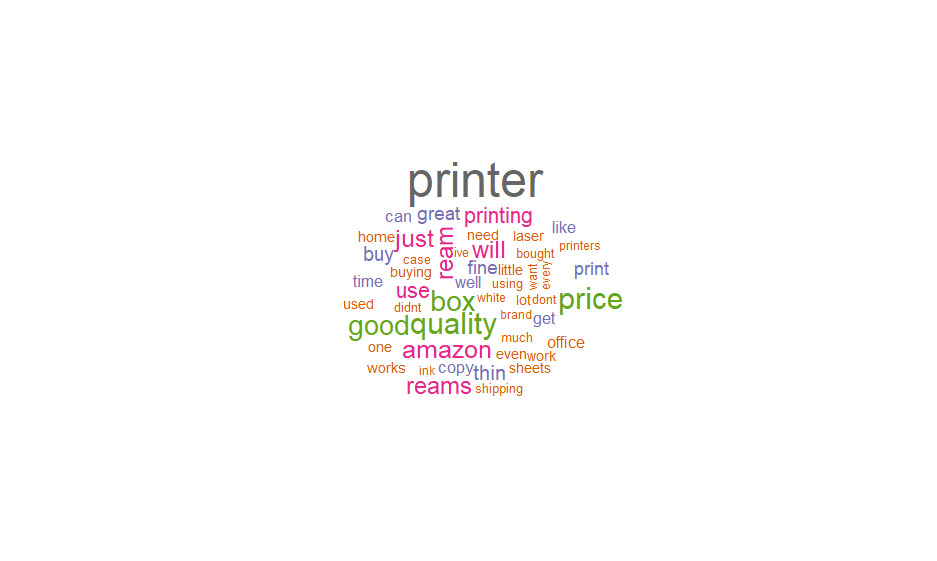 printer
can great printing
home just ream need laser like
buy case ive will bought printers
buying fine little want every print
time well using
used use didnt box white lot dont price
good quality brand get
one amazon much office
works ink copy thin even work sheets
reams shipping